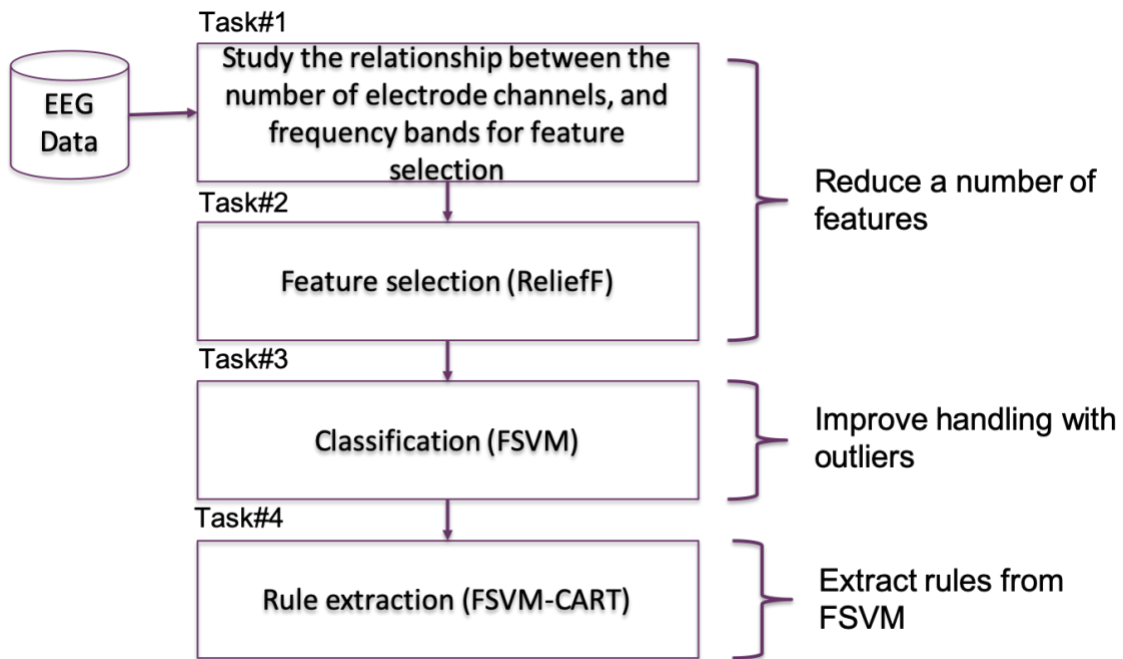 Task#1
EEG
Data
Study the relationship between the
number of electrode channels, and
frequency bands for feature
selection
Reduce a number of
features
Task#2
Feature selection (ReliefF)
Task#3
Classification (FSVM)
Improve handling with
outliers
Task#4
Rule extraction (FSVM-CART)
Extract rules from
FSVM